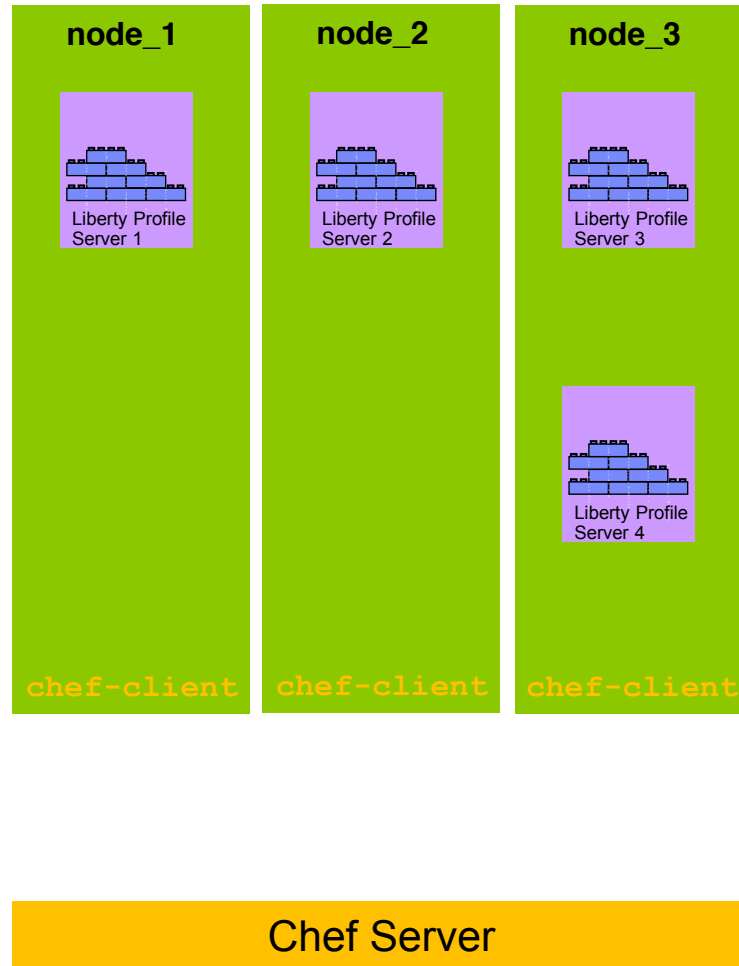 node_1
node_2
node_3
Liberty Profile
Server 1
Liberty Profile
Server 2
Liberty Profile
Server 3
Liberty Profile
Server 4
chef-client
chef-client
chef-client
Chef Server